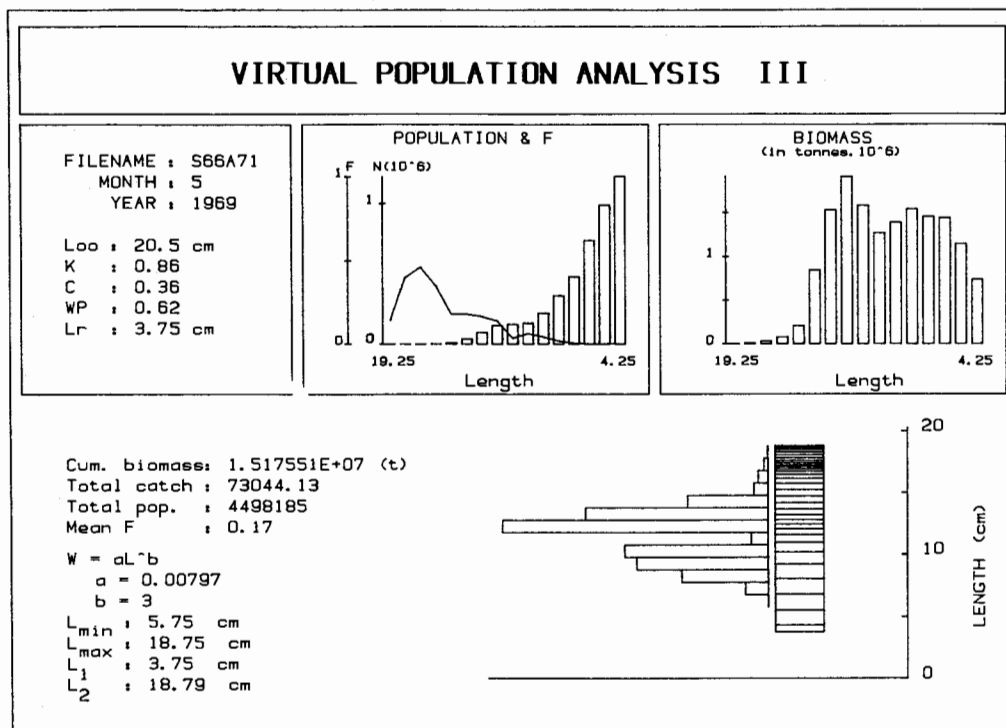 VIRTUAL POPULATION ANALYSIS III
FILENAME : S66A71
MONTH : 5
YEAR : 1969
Loo : 20.5 cm
K : 0.86
C : 0.36
WP : 0.62
Lr : 3.75 cm
POPULATION & F
F N(10^6)
1
1
0
0
19.25 4.25
Length
BIOMASS
(in tonnes.10^6)
1
0
19.25 4.25
Length
Cum. biomass: 1.517551E+07 (t)
Total catch : 73044.13
Total pop. : 4498185
Mean F : 0.17
W = aL^b
a = 0.00797
b = 3
Lmin : 5.75 cm
Lmax : 18.75 cm
L1 : 3.75 cm
L2 : 18.79 cm
20
10
0
LENGTH (cm)